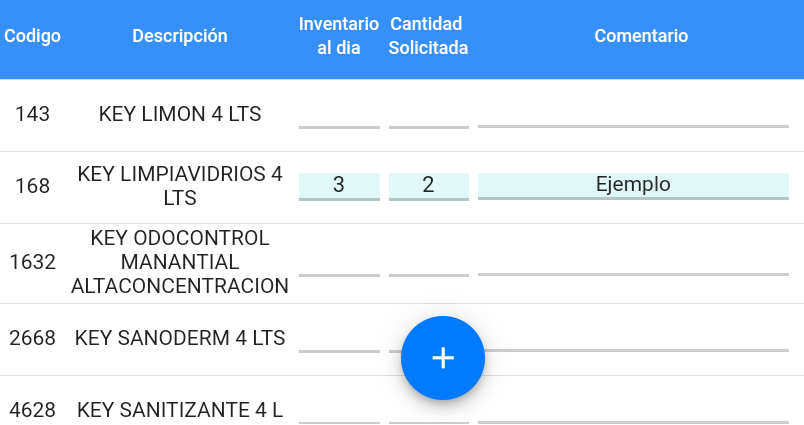 Codigo Descripción Inventario al dia Cantidad Solicitada Comentario
143 KEY LIMON 4 LTS
168 KEY LIMPIAVIDRIOS 4 LTS 3 2 Ejemplo
1632 KEY ODOCONTROL MANANTIAL ALTACONCENTRACION
2668 KEY SANODERM 4 LTS
+
4628 KEY SANITIZANTE 4 L